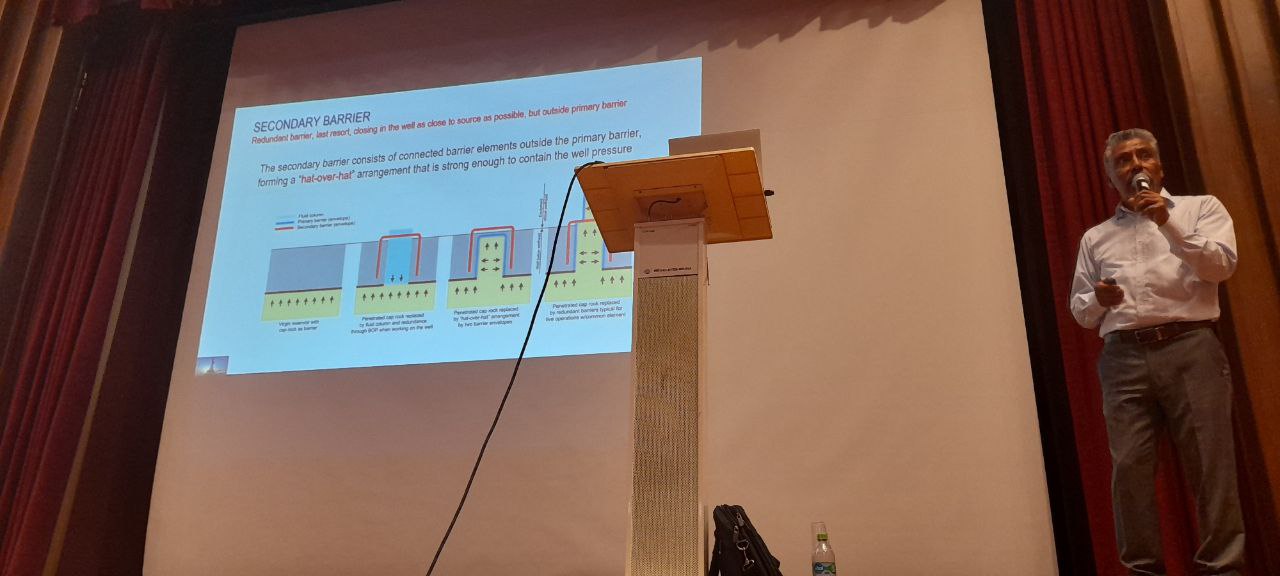 SECONDARY BARRIER
Redundant barrier, last resort, closing in the well as close to source as possible, but outside primary barrier
The secondary barrier consists of connected barrier elements outside the primary barrier,
forming a "hat-over-hat" arrangement that is strong enough to contain the well pressure
Fluid column
Primary barrier (envelope)
Secondary barrier (envelope)
Virgin reservoir with
cap rock as barrier
Penetrated cap rock replaced
by fluid column and redundance
through BOP when working on the well
Penetrated cap rock replaced
by "hat-over-hat" arrangement
by two barrier envelopes
Penetrated cap rock replaced
by redundant barriers typical for
live operations w/common element